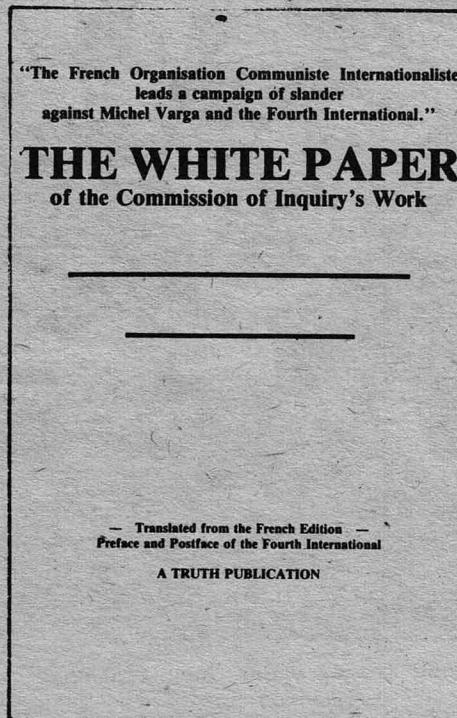 “The French Organisation Communiste Internationaliste
leads a campaign of slander
against Michel Varga and the Fourth International.”
THE WHITE PAPER
of the Commission of Inquiry's Work
— Translated from the French Edition —
Preface and Postface of the Fourth International
A TRUTH PUBLICATION